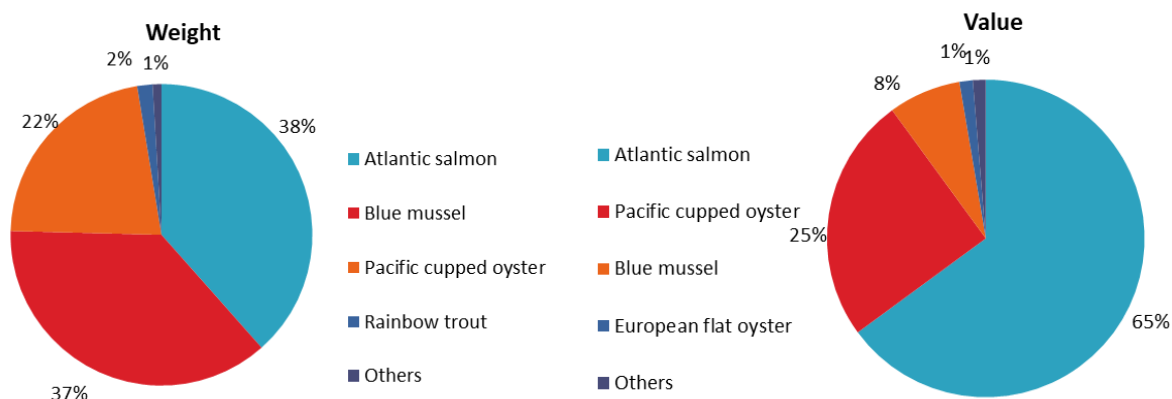 Weight
2%
1%
22%
38%
37%
Atlantic salmon
Blue mussel
Pacific cupped oyster
Rainbow trout
Others
Value
1%
1%
8%
25%
65%
Atlantic salmon
Pacific cupped oyster
Blue mussel
European flat oyster
Others